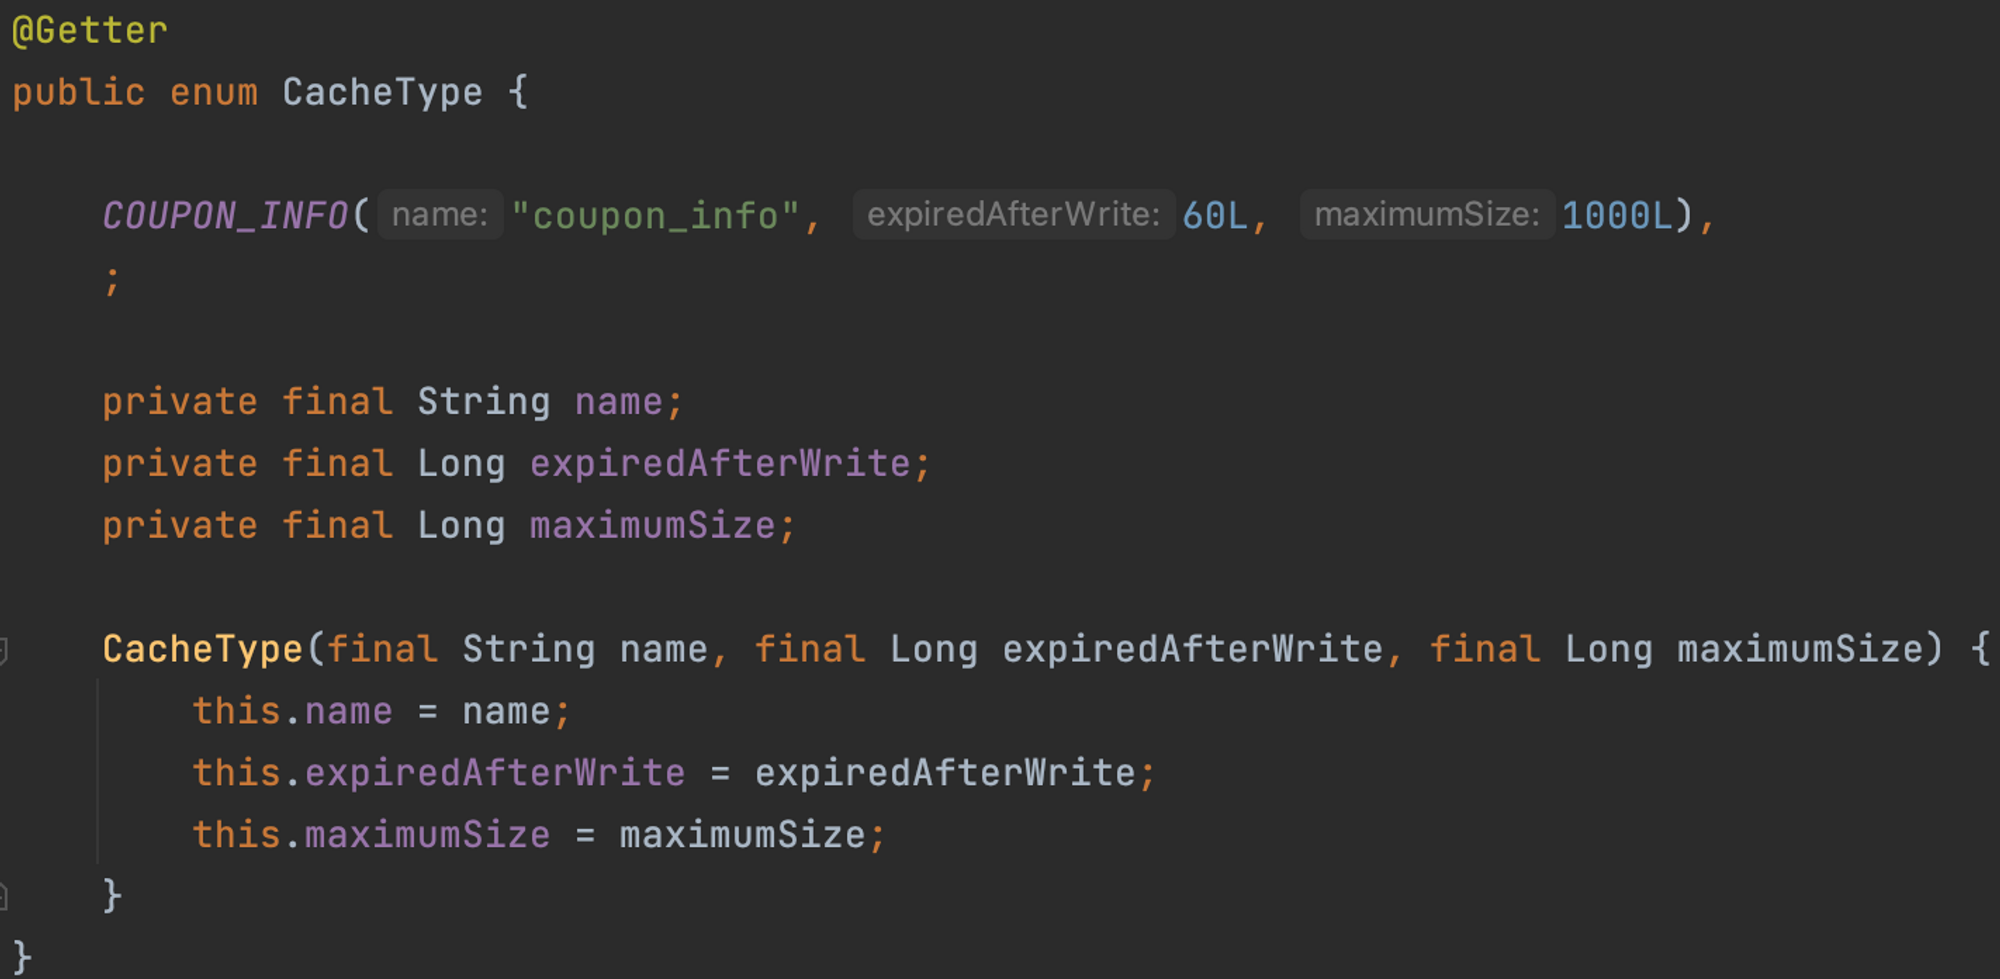 @Getter
public enum CacheType {
COUPON_INFO( name: "coupon_info", expiredAfterWrite: 60L, maximumSize: 1000L),
;
private final String name;
private final Long expiredAfterWrite;
private final Long maximumSize;
CacheType(final String name, final Long expiredAfterWrite, final Long maximumSize) {
this.name = name;
this.expiredAfterWrite = expiredAfterWrite;
this.maximumSize = maximumSize;
}
}